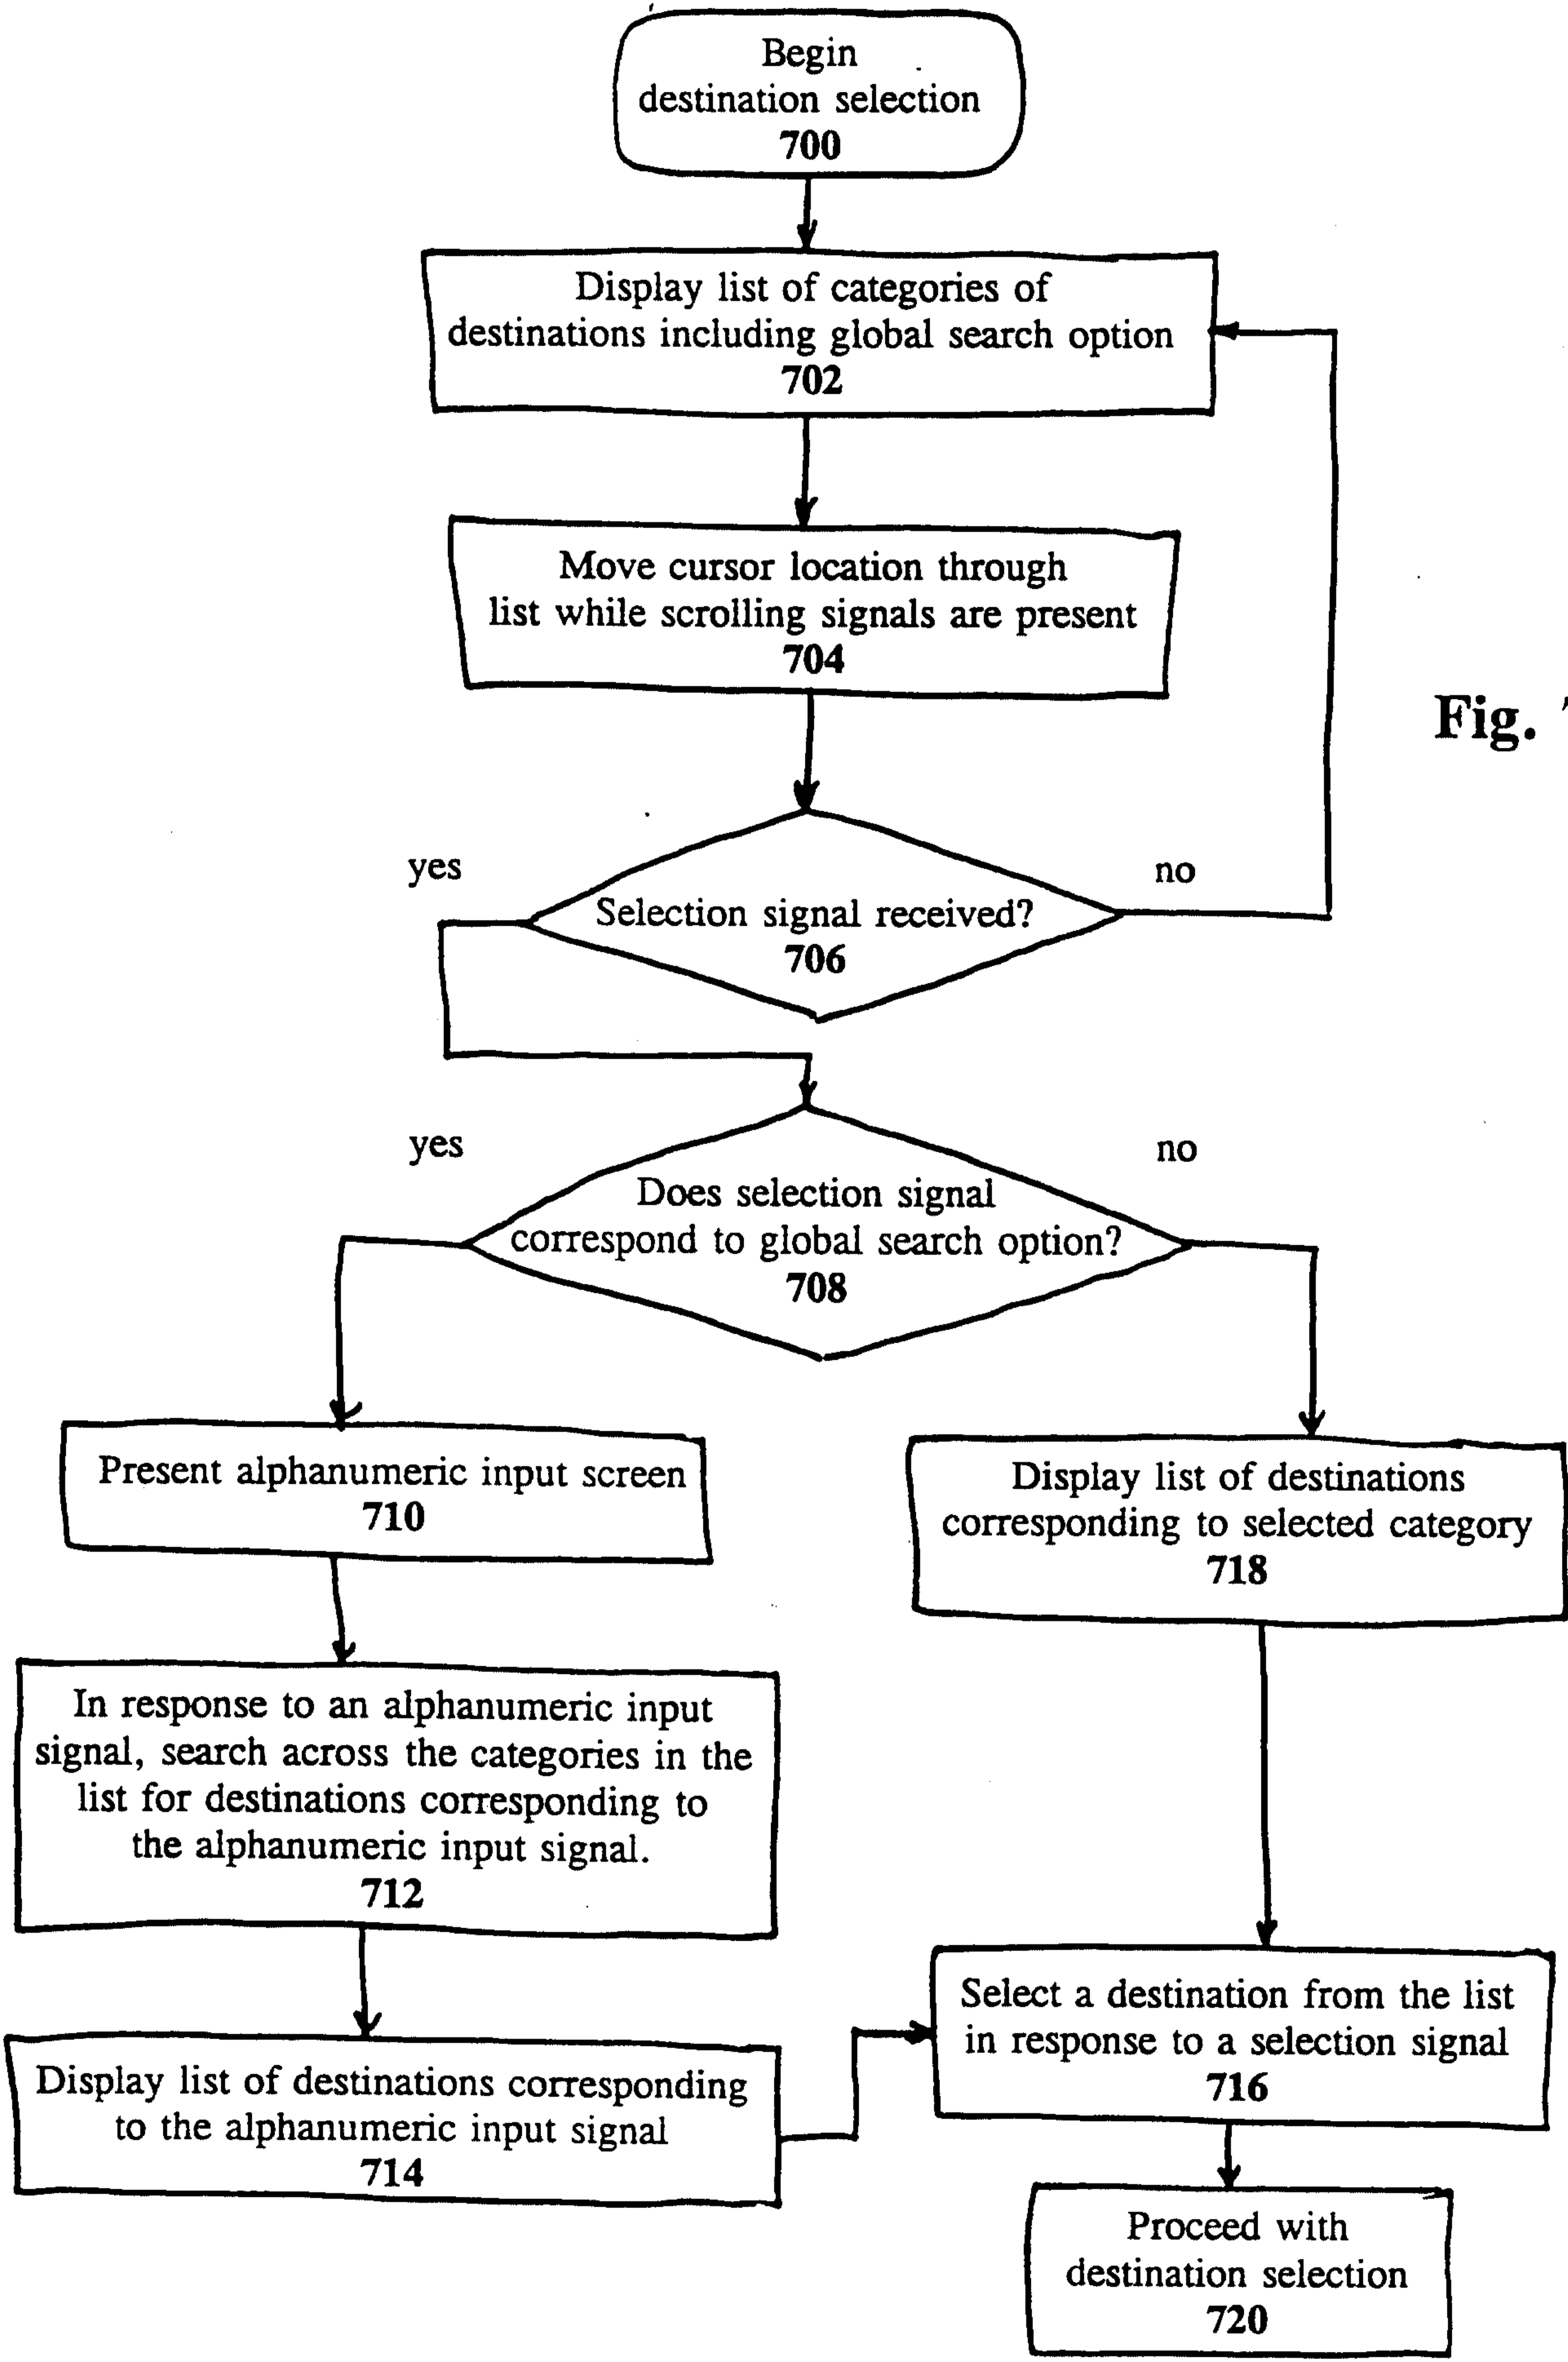 Begin
destination selection
700
Display list of categories of
destinations including global search option
702
Move cursor location through
list while scrolling signals are present
704
Fig.
yes
no
Selection signal received?
706
yes
no
Does selection signal
correspond to global search option?
708
Present alphanumeric input screen
710
Display list of destinations
corresponding to selected category
718
In response to an alphanumeric input
signal, search across the categories in the
list for destinations corresponding to
the alphanumeric input signal.
712
Select a destination from the list
in response to a selection signal
716
Display list of destinations corresponding
to the alphanumeric input signal
714
Proceed with
destination selection
720